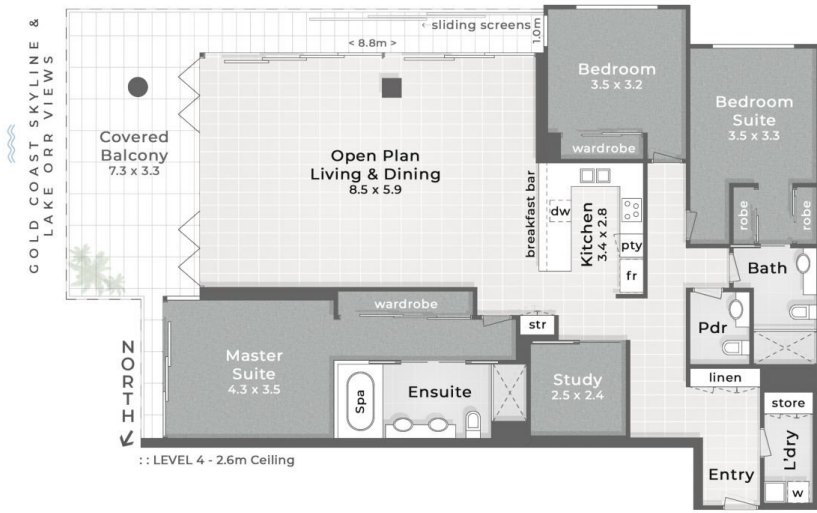 GOLD COAST SKYLINE &
LAKE ORR VIEWS
sliding screens
< 8.8m >
1.0m
Covered
Balcony
7.3 x 3.3
Open Plan
Living & Dining
8.5 x 5.9
Bedroom
3.5 x 3.2
wardrobe
Bedroom
Suite
3.5 x 3.3
robe
robe
breakfast bar
dw
Kitchen
3.4 x 2.8
pty
fr
Bath
Pdr
wardrobe
str
Master
Suite
4.3 x 3.5
Spa
Ensuite
Study
2.5 x 2.4
linen
store
L'dry
w
Entry
NORTH
:: LEVEL 4 - 2.6m Ceiling